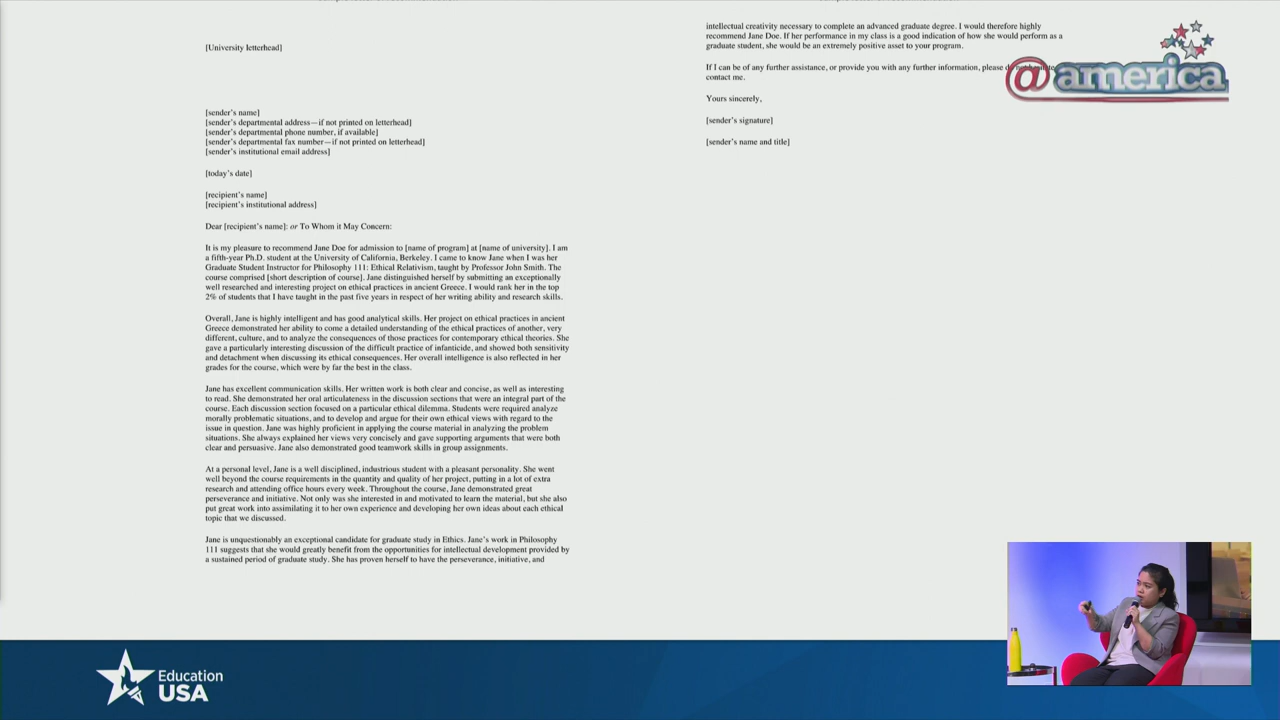 [University letterhead]
[sender's name]
[sender's departmental address—if not printed on letterhead]
[sender's departmental phone number, if available]
[sender's departmental fax number—if not printed on letterhead]
[sender's institutional email address]
[today's date]
[recipient's name]
[recipient's institutional address]
Dear [recipient's name]: or To Whom it May Concern:
It is my pleasure to recommend Jane Doe for admission to [name of program] at [name of university]. I am
a fifth-year Ph.D. student at the University of California, Berkeley. I came to know Jane when I was her
Graduate Student Instructor for Philosophy 111: Ethical Relativism, taught by Professor John Smith. The
course comprised [short description of course]. Jane distinguished herself by submitting an exceptionally
well researched and interesting project on ethical practices in ancient Greece. I would rank her in the top
2% of students that I have taught in the past five years in respect of her writing ability and research skills.
Overall, Jane is highly intelligent and has good analytical skills. Her project on ethical practices in ancient
Greece demonstrated her ability to come a detailed understanding of the ethical practices of another, very
different, culture, and to analyze the consequences of those practices for contemporary ethical theories. She
gave a particularly interesting discussion of the difficult practice of infanticide, and showed both sensitivity
and detachment when discussing its ethical consequences. Her overall intelligence is also reflected in her
grades for the course, which were by far the best in the class.
Jane has excellent communication skills. Her written work is both clear and concise, as well as interesting
to read. She demonstrated her oral articulateness in the discussion sections that were an integral part of the
course. Each discussion section focused on a particular ethical dilemma. Students were required analyze
morally problematic situations, and to develop and argue for their own ethical views with regard to the
issue in question. Jane was highly proficient in applying the course material in analyzing the problem
situations. She always explained her views very concisely and gave supporting arguments that were both
clear and persuasive. Jane also demonstrated good teamwork skills in group assignments.
At a personal level, Jane is a well disciplined, industrious student with a pleasant personality. She went
well beyond the course requirements in the quantity and quality of her project, putting in a lot of extra
research and attending office hours every week. Throughout the course, Jane demonstrated great
perseverance and initiative. Not only was she interested in and motivated to learn the material, but she also
put great work into assimilating it to her own experience and developing her own ideas about each ethical
topic that we discussed.
Jane is unquestionably an exceptional candidate for graduate study in Ethics. Jane's work in Philosophy
111 suggests that she would greatly benefit from the opportunities for intellectual development provided by
a sustained period of graduate study. She has proven herself to have the perseverance, initiative, and
intellectual creativity necessary to complete an advanced graduate degree. I would therefore highly
recommend Jane Doe. If her performance in my class is a good indication of how she would perform as a
graduate student, she would be an extremely positive asset to your program.
If I can be of any further assistance, or provide you with any further information, please
contact me.
Yours sincerely,
[sender's signature]
[sender's name and title]
@america
Education
USA